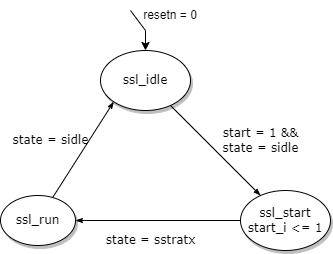 resetn = 0
ssl_idle
state = sidle
start = 1 &&
state = sidle
ssl_run
ssl_start
start_i <= 1
state = sstratx